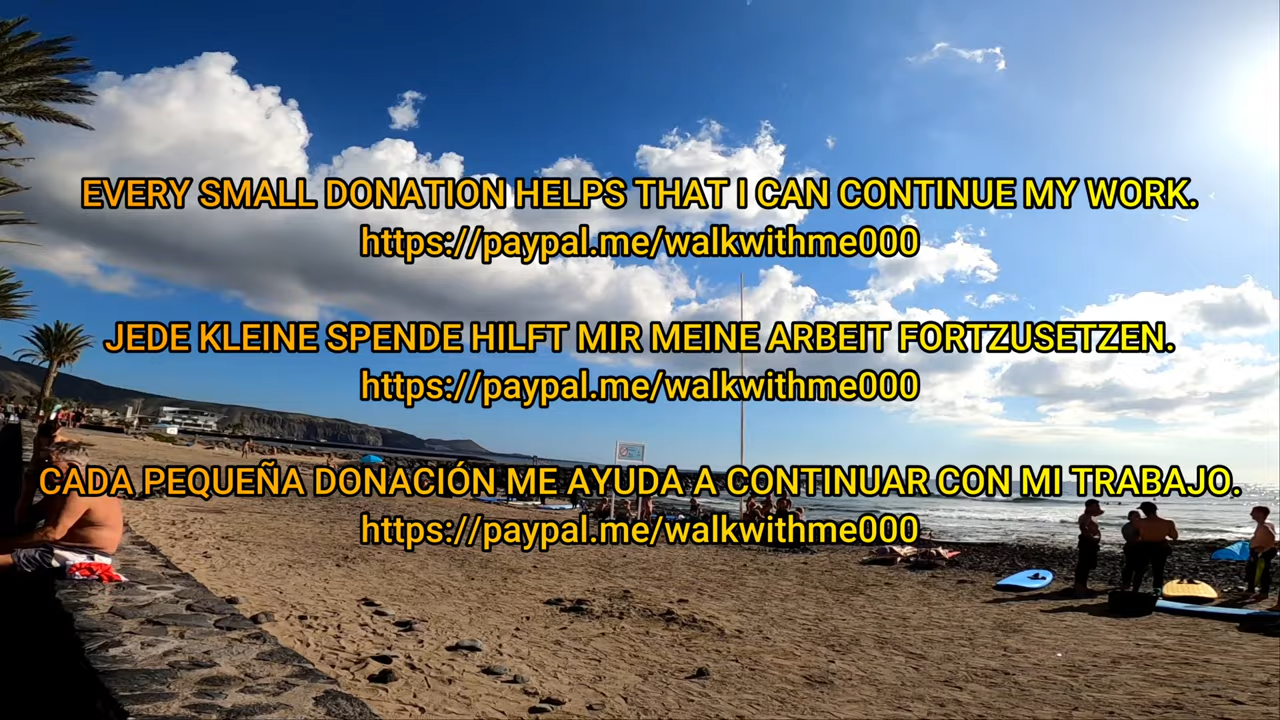 EVERY SMALL DONATION HELPS THAT I CAN CONTINUE MY WORK.
https://paypal.me/walkwithme000
JEDE KLEINE SPENDE HILFT MIR MEINE ARBEIT FORTZUSETZEN.
https://paypal.me/walkwithme000
CADA PEQUEÑA DONACIÓN ME AYUDA A CONTINUAR CON MI TRABAJO.
https://paypal.me/walkwithme000